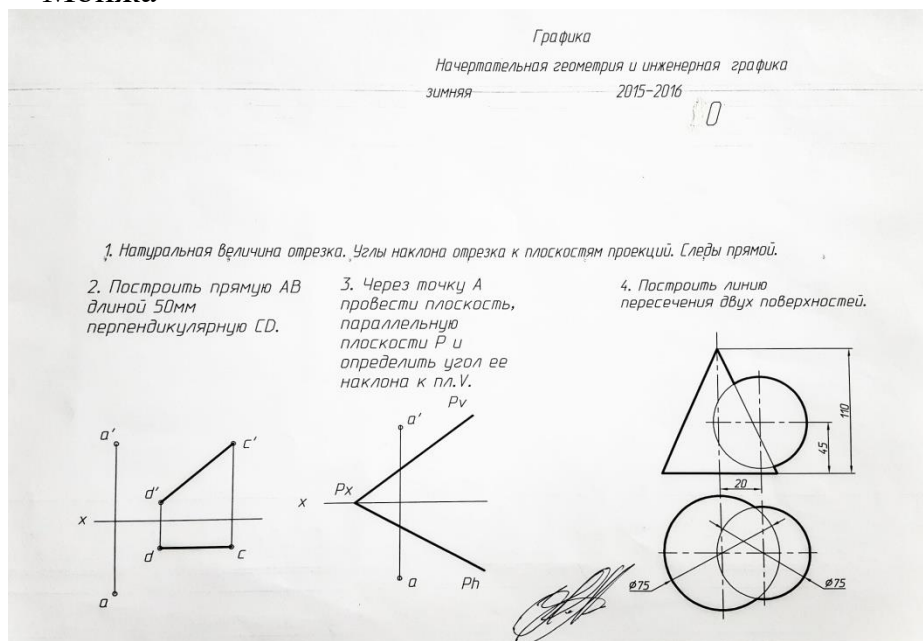 Графика
Начертательная геометрия и инженерная графика
зимняя 2015-2016
0
1. Натуральная величина отрезка. Углы наклона отрезка к плоскостям проекций. Следы прямой.
2. Построить прямую АВ
длиной 50мм
перпендикулярную CD.
3. Через точку А
провести плоскость,
параллельную
плоскости Р и
определить угол ее
наклона к пл.V.
4. Построить линию
пересечения двух поверхностей.
a'
c'
d'
x
d
c
a
Pv
a'
Px
x
a
Ph
110
45
20
Ø75
Ø75